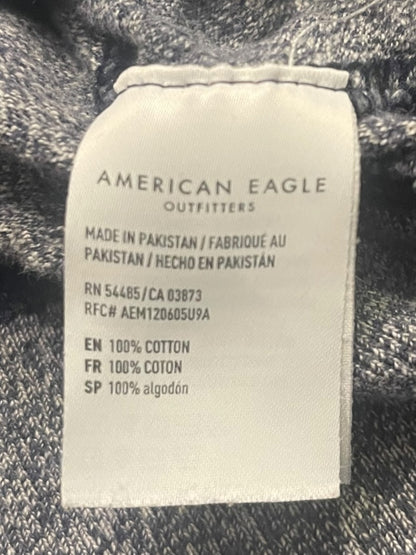 AMERICAN EAGLE
OUTFITTERS
MADE IN PAKISTAN / FABRIQUÉ AU
PAKISTAN / HECHO EN PAKISTÁN
RN 54485/CA 03873
RFC# AEM120605U9A
EN 100% COTTON
FR 100% COTON
SP 100% algodón